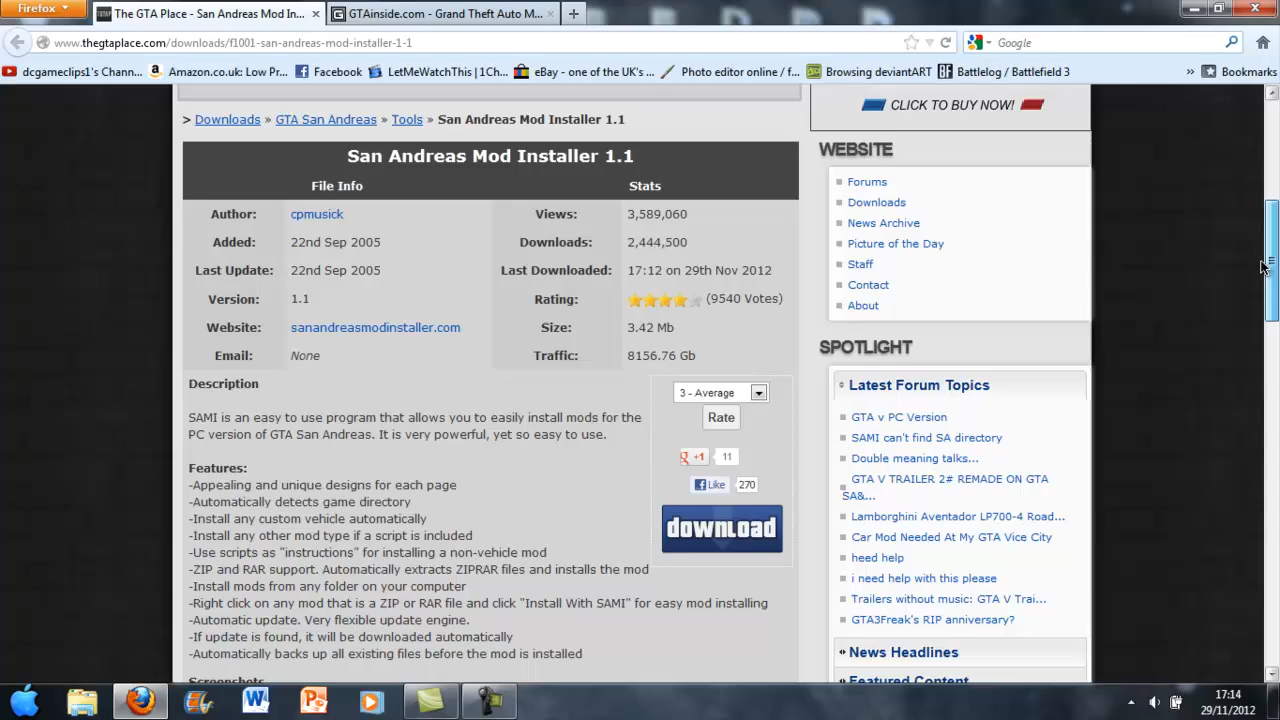 Firefox
The GTA Place - San Andreas Mod In...
GTAinside.com - Grand Theft Auto M...
www.thegtaplace.com/downloads/f1001-san-andreas-mod-installer-1-1
Google
dcgameclips1's Chann...
Amazon.co.uk: Low Pr...
Facebook
LetMeWatchThis | 1Ch...
eBay - one of the UK's ...
Photo editor online / f...
Browsing deviantART
Battlelog / Battlefield 3
»
Bookmarks
CLICK TO BUY NOW!
> Downloads » GTA San Andreas » Tools » San Andreas Mod Installer 1.1
San Andreas Mod Installer 1.1
File Info
Stats
Author: cpmusick
Views: 3,589,060
Added: 22nd Sep 2005
Downloads: 2,444,500
Last Update: 22nd Sep 2005
Last Downloaded: 17:12 on 29th Nov 2012
Version: 1.1
Rating: (9540 Votes)
Website: sanandreasmodinstaller.com
Size: 3.42 Mb
Email: None
Traffic: 8156.76 Gb
Description
SAMI is an easy to use program that allows you to easily install mods for the
PC version of GTA San Andreas. It is very powerful, yet so easy to use.
Features:
-Appealing and unique designs for each page
-Automatically detects game directory
-Install any custom vehicle automatically
-Install any other mod type if a script is included
-Use scripts as "instructions" for installing a non-vehicle mod
-ZIP and RAR support. Automatically extracts ZIPRAR files and installs the mod
-Install mods from any folder on your computer
-Right click on any mod that is a ZIP or RAR file and click "Install With SAMI" for easy mod installing
-Automatic update. Very flexible update engine.
-If update is found, it will be downloaded automatically
-Automatically backs up all existing files before the mod is installed
Screenshots
3 - Average
Rate
g +1 11
Like 270
download
WEBSITE
Forums
Downloads
News Archive
Picture of the Day
Staff
Contact
About
SPOTLIGHT
Latest Forum Topics
GTA v PC Version
SAMI can't find SA directory
Double meaning talks...
GTA V TRAILER 2# REMADE ON GTA
SA&...
Lamborghini Aventador LP700-4 Road...
Car Mod Needed At My GTA Vice City
heed help
i need help with this please
Trailers without music: GTA V Trai...
GTA3Freak's RIP anniversary?
News Headlines
Featured Content
17:14
29/11/2012